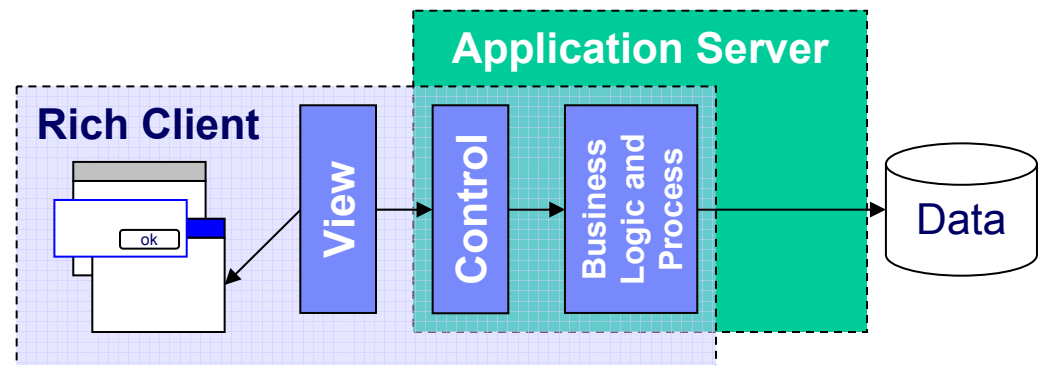 Application Server
Rich Client
ok
View
Control
Business
Logic and
Process
Data